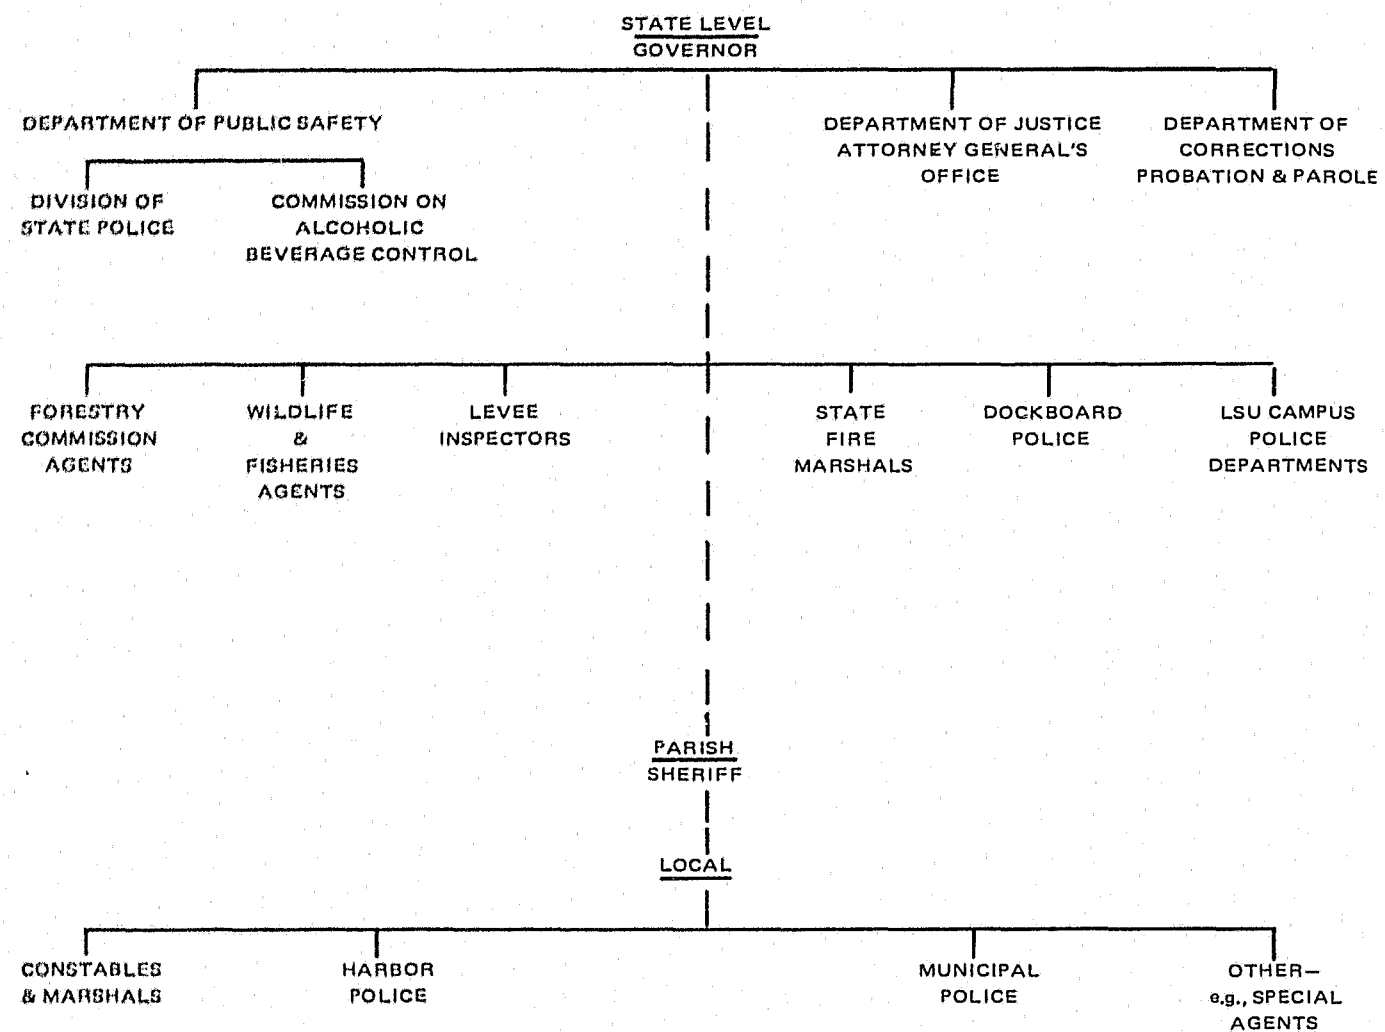 STATE LEVEL
GOVERNOR
DEPARTMENT OF PUBLIC SAFETY
DEPARTMENT OF JUSTICE
ATTORNEY GENERAL'S
OFFICE
DEPARTMENT OF
CORRECTIONS
PROBATION & PAROLE
DIVISION OF
STATE POLICE
COMMISSION ON
ALCOHOLIC
BEVERAGE CONTROL
FORESTRY
COMMISSION
AGENTS
WILDLIFE
&
FISHERIES
AGENTS
LEVEE
INSPECTORS
STATE
FIRE
MARSHALS
DOCKBOARD
POLICE
LSU CAMPUS
POLICE
DEPARTMENTS
PARISH
SHERIFF
LOCAL
CONSTABLES
& MARSHALS
HARBOR
POLICE
MUNICIPAL
POLICE
OTHER—
e.g., SPECIAL
AGENTS